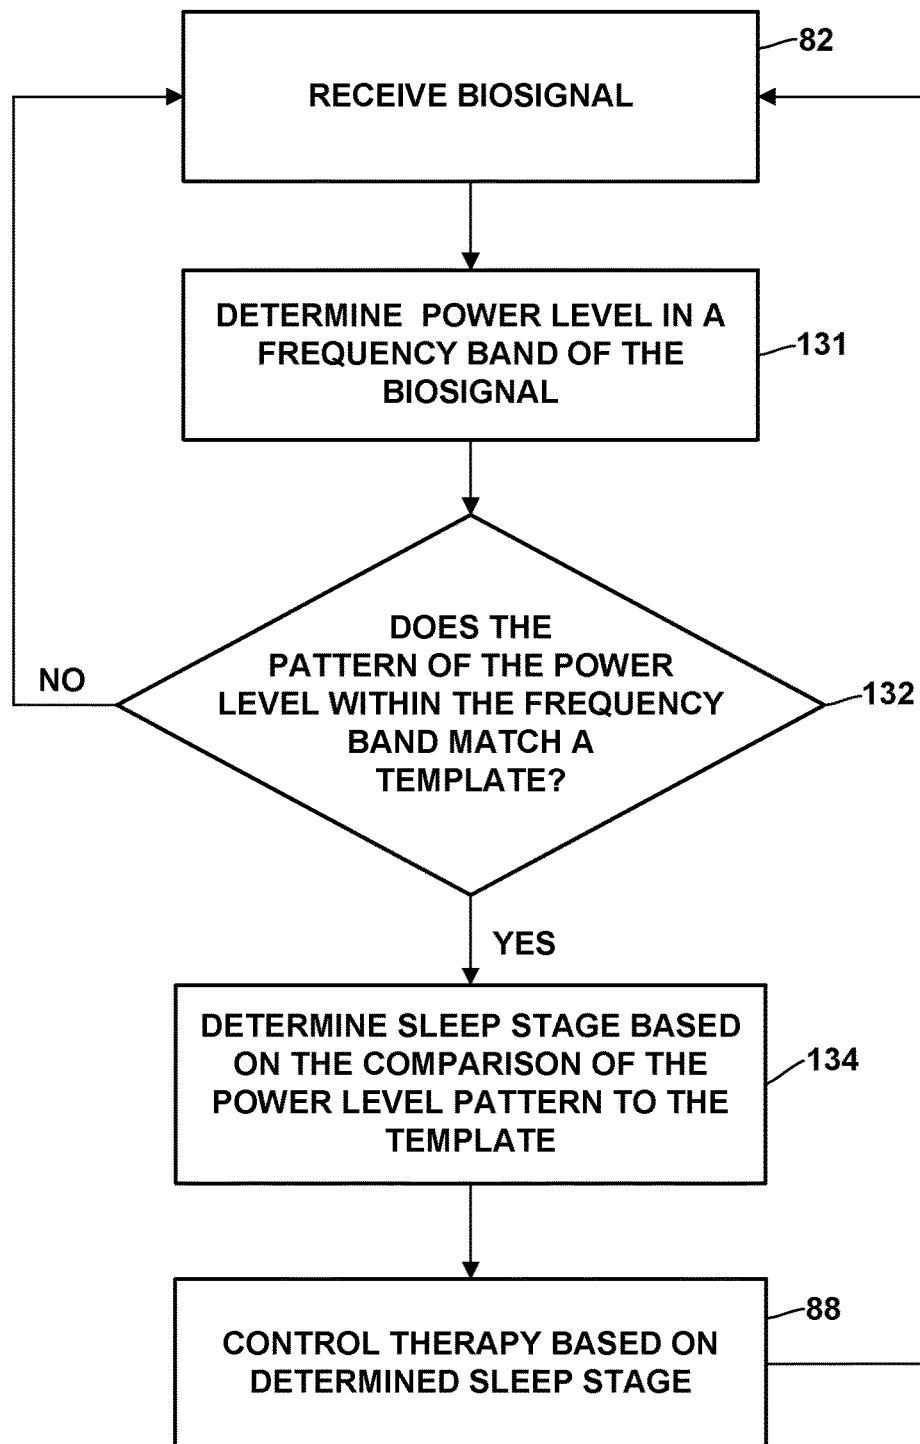 82
RECEIVE BIOSIGNAL
DETERMINE POWER LEVEL IN A
FREQUENCY BAND OF THE
BIOSIGNAL
131
DOES THE
PATTERN OF THE POWER
LEVEL WITHIN THE FREQUENCY
BAND MATCH A
TEMPLATE?
NO
132
YES
DETERMINE SLEEP STAGE BASED
ON THE COMPARISON OF THE
POWER LEVEL PATTERN TO THE
TEMPLATE
134
88
CONTROL THERAPY BASED ON
DETERMINED SLEEP STAGE